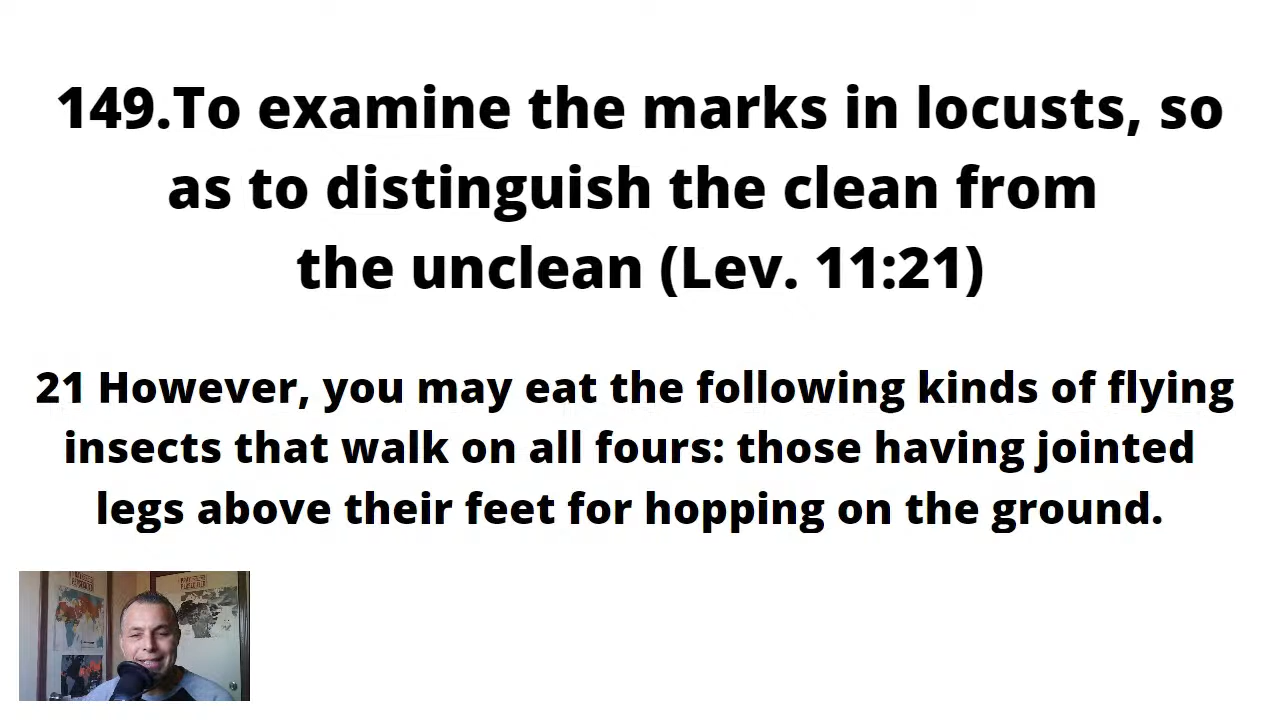 149.To examine the marks in locusts, so
as to distinguish the clean from
the unclean (Lev. 11:21)
21 However, you may eat the following kinds of flying
insects that walk on all fours: those having jointed
legs above their feet for hopping on the ground.